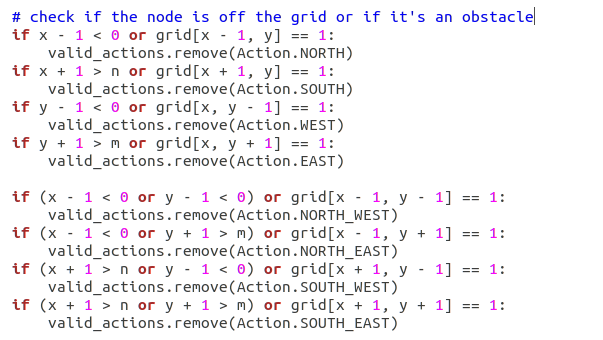 # check if the node is off the grid or if it's an obstacle
if x - 1 < 0 or grid[x - 1, y] == 1:
    valid_actions.remove(Action.NORTH)
if x + 1 > n or grid[x + 1, y] == 1:
    valid_actions.remove(Action.SOUTH)
if y - 1 < 0 or grid[x, y - 1] == 1:
    valid_actions.remove(Action.WEST)
if y + 1 > m or grid[x, y + 1] == 1:
    valid_actions.remove(Action.EAST)

if (x - 1 < 0 or y - 1 < 0) or grid[x - 1, y - 1] == 1:
    valid_actions.remove(Action.NORTH_WEST)
if (x - 1 < 0 or y + 1 > m) or grid[x - 1, y + 1] == 1:
    valid_actions.remove(Action.NORTH_EAST)
if (x + 1 > n or y - 1 < 0) or grid[x + 1, y - 1] == 1:
    valid_actions.remove(Action.SOUTH_WEST)
if (x + 1 > n or y + 1 > m) or grid[x + 1, y + 1] == 1:
    valid_actions.remove(Action.SOUTH_EAST)